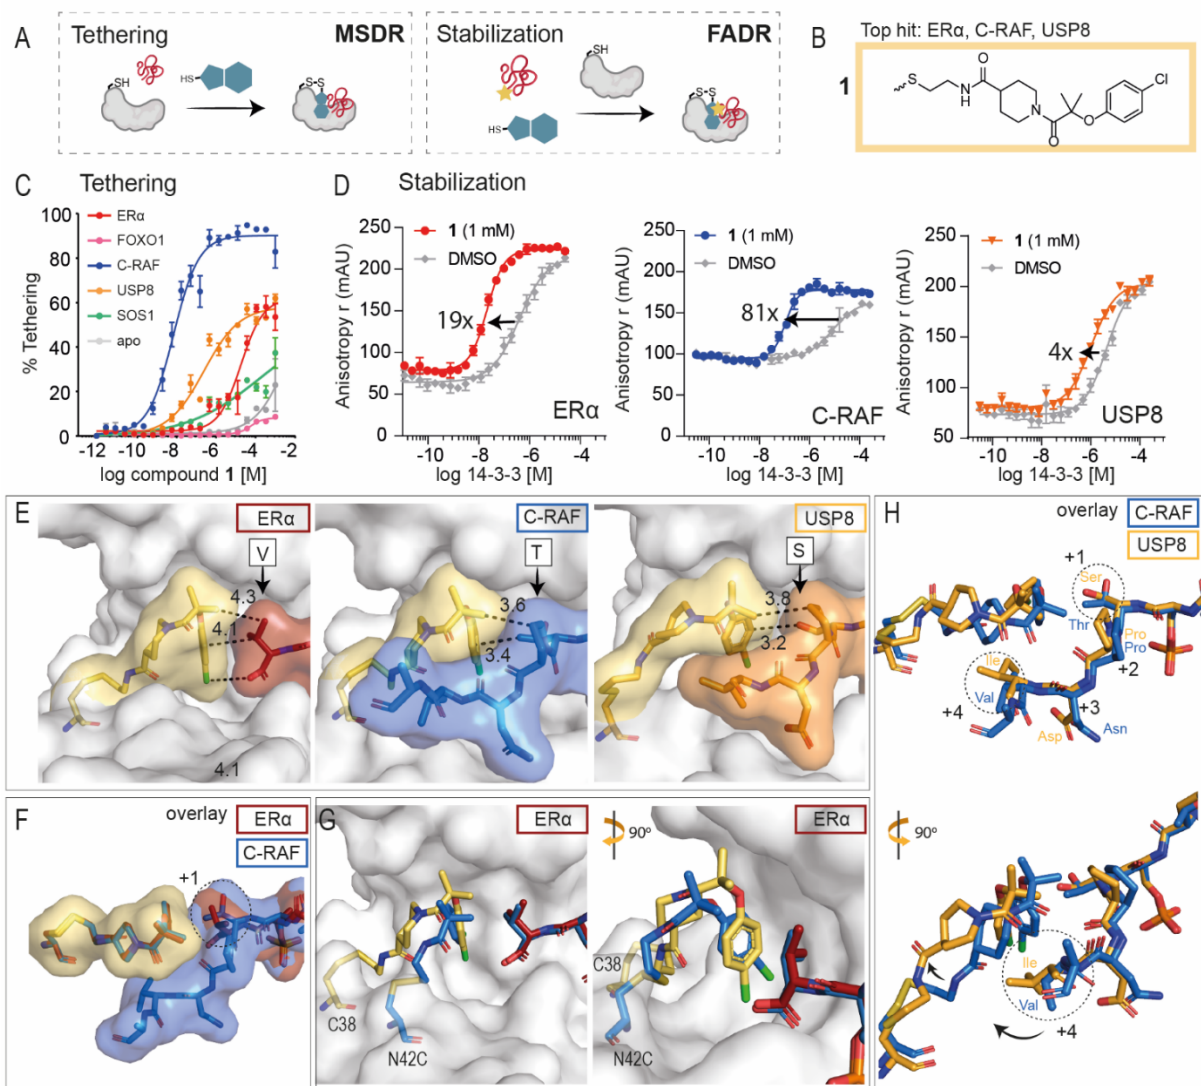 A
Tethering
MSDR
SH
HS
S-S
Stabilization
FADR
SH
HS
S-S
B
Top hit: ERα, C-RAF, USP8
1
S
N
H
O
N
O
O
Cl
C
Tethering
% Tethering
100
80
60
40
20
0
ERα
FOXO1
C-RAF
USP8
SOS1
apo
-12 -10 -8 -6 -4 -2
log compound 1 [M]
D
Stabilization
Anisotropy r (mAU)
250
200
150
100
50
0
1 (1 mM)
DMSO
19x
ERα
-10 -8 -6 -4
log 14-3-3 [M]
Anisotropy r (mAU)
250
200
150
100
50
0
1 (1 mM)
DMSO
81x
C-RAF
-10 -8 -6 -4
log 14-3-3 [M]
Anisotropy r (mAU)
250
200
150
100
50
1 (1 mM)
DMSO
4x
USP8
-10 -8 -6 -4
log 14-3-3 [M]
E
ERα
V
4.3
4.1
4.1
C-RAF
T
3.6
3.4
USP8
S
3.8
3.2
F
overlay
ERα
C-RAF
+1
G
ERα
C38
N42C
90°
ERα
C38
N42C
H
overlay
C-RAF
USP8
+1
Ser
Thr
Pro
Pro
+2
Ile
Val
+4
+3
Asp
Asn
90°
Ile
Val
+4